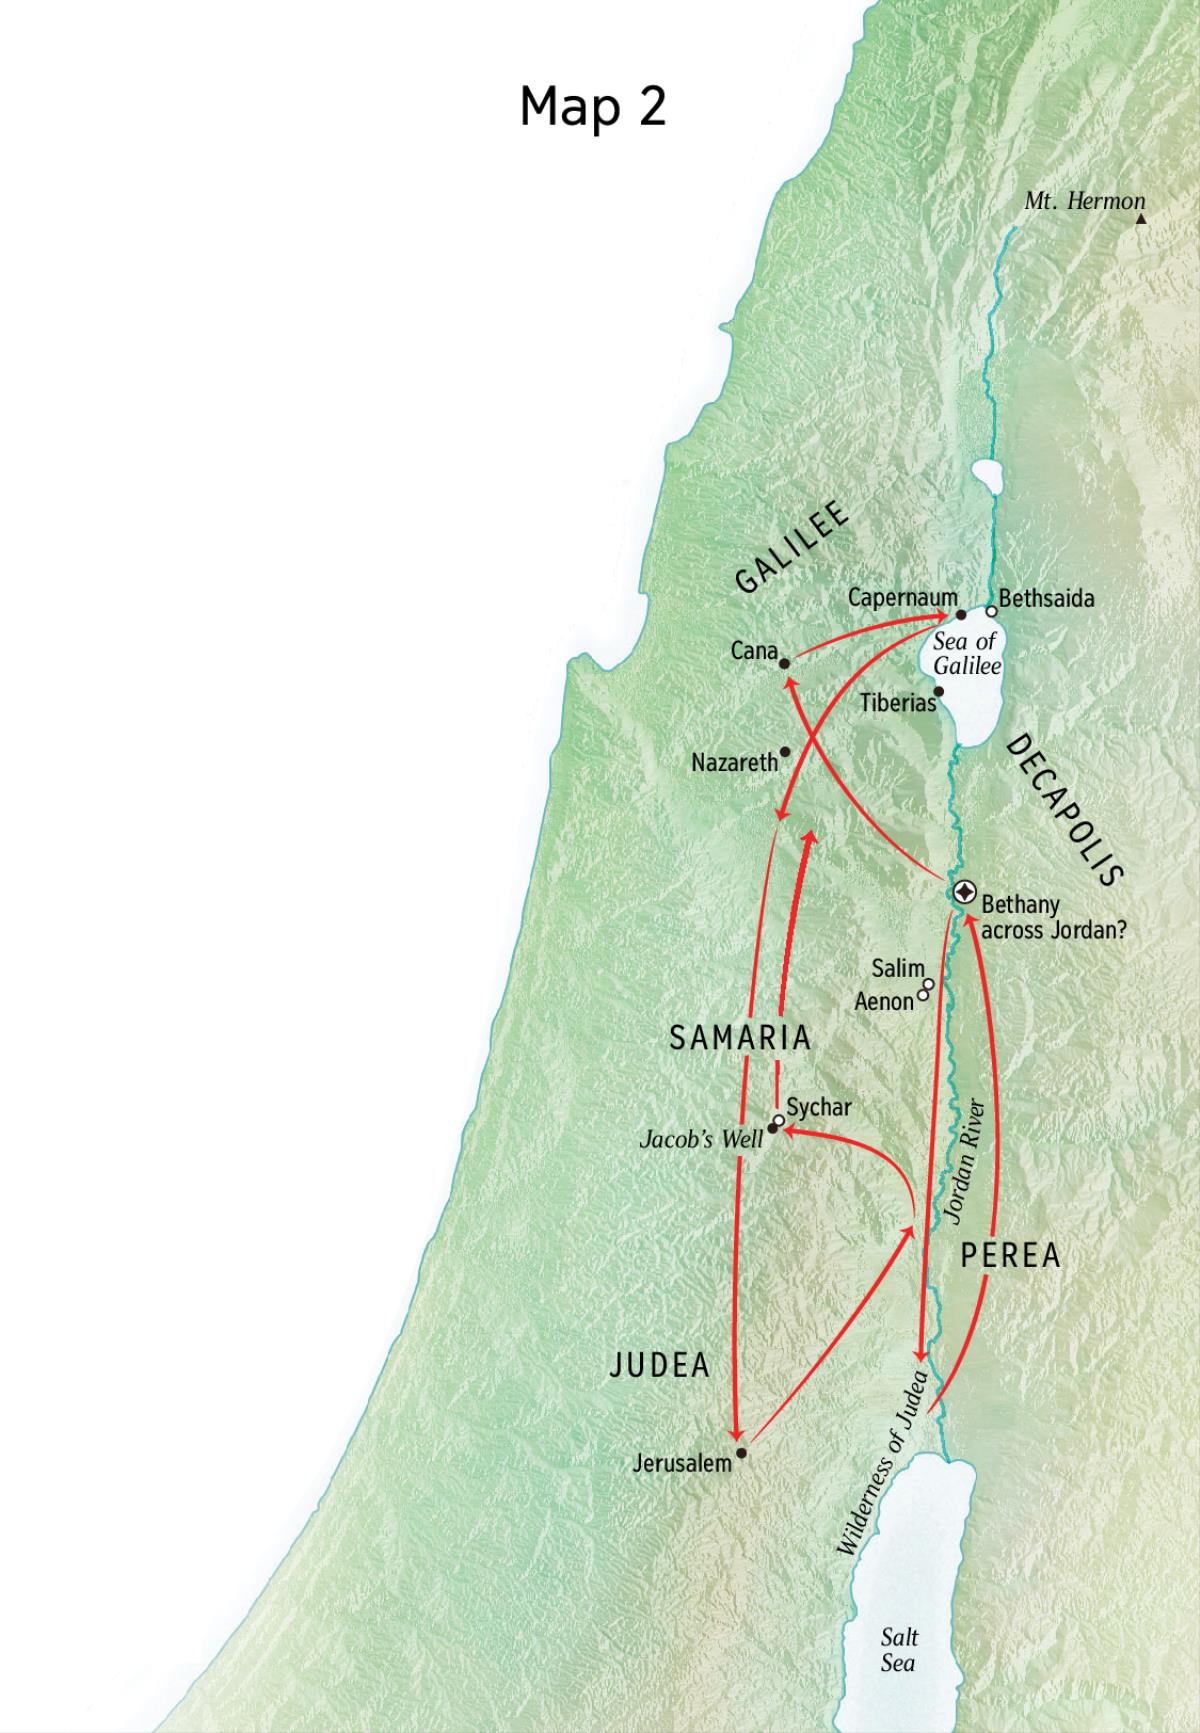 Map 2
Mt. Hermon
GALILEE
Capernaum
Bethsaida
Cana
Sea of
Galilee
Tiberias
Nazareth
DECAPOLIS
Bethany
across Jordan?
Salim
Aenon
SAMARIA
Sychar
Jacob’s Well
Jordan River
PEREA
JUDEA
Wilderness of Judea
Jerusalem
Salt
Sea